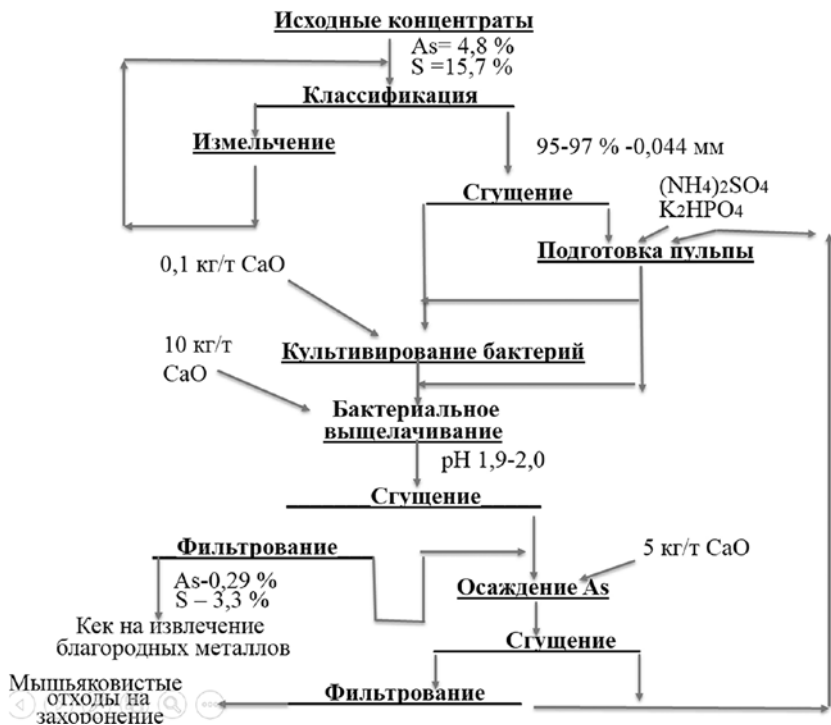 Исходные концентраты
As= 4,8 %
S =15,7 %
Классификация
Измельчение
95-97 % -0,044 мм
(NH4)2SO4
K2HPO4
Сгущение
Подготовка пульпы
0,1 кг/т CaO
Культивирование бактерий
10 кг/т
CaO
Бактериальное
выщелачивание
pH 1,9-2,0
Сгущение
Фильтрование
5 кг/т CaO
As-0,29 %
S – 3,3 %
Осаждение As
Кек на извлечение
благородных металлов
Сгущение
Фильтрование
Мышьяковистые
отходы на
захоронение